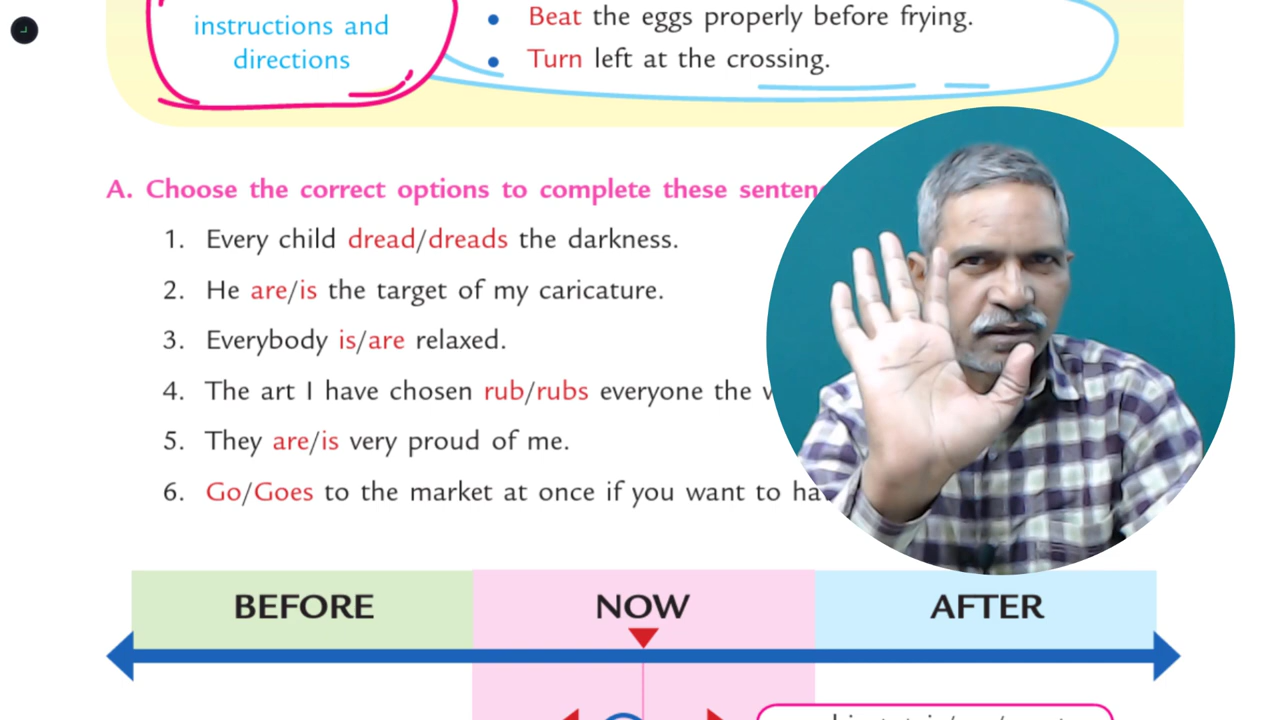 instructions and
directions
• Beat the eggs properly before frying.
• Turn left at the crossing.
A. Choose the correct options to complete these
1. Every child dread/dreads the darkness.
2. He are/is the target of my caricature.
3. Everybody is/are relaxed.
4. The art I have chosen rub/rubs everyone the
5. They are/is very proud of me.
6. Go/Goes to the market at once if you want to
BEFORE NOW AFTER